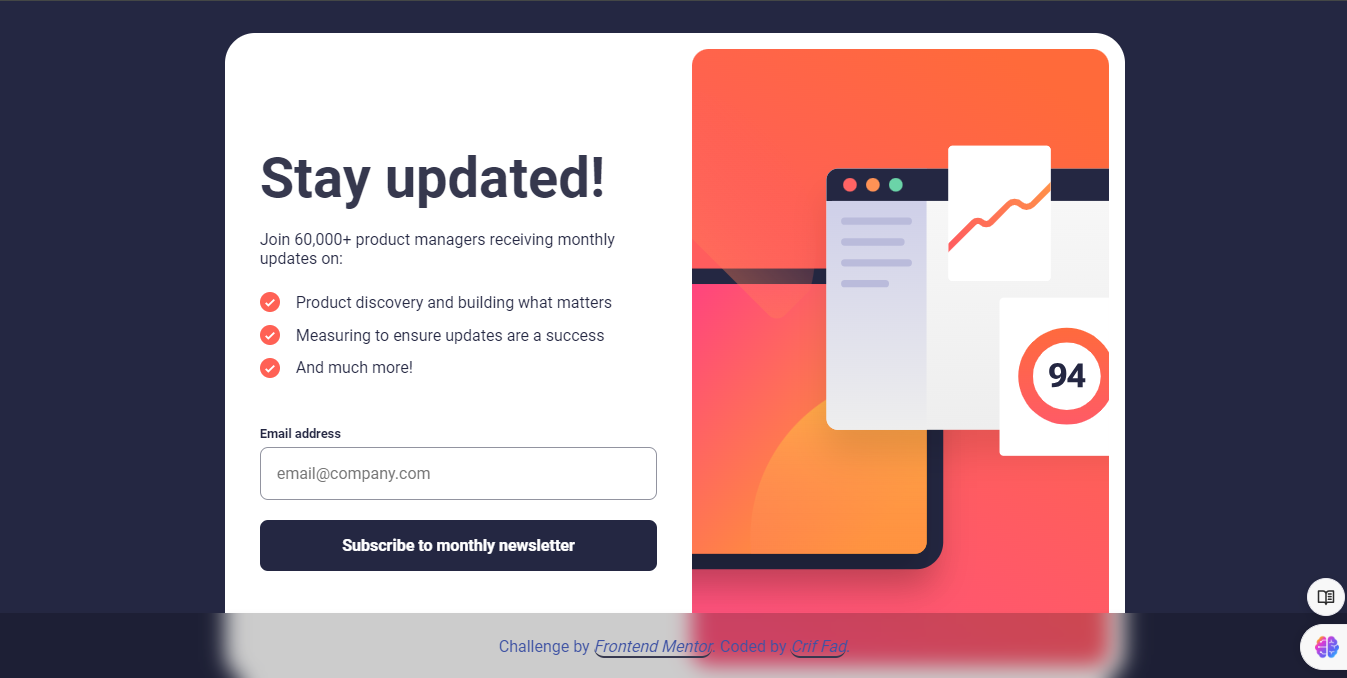 Stay updated!
Join 60,000+ product managers receiving monthly
updates on:
Product discovery and building what matters
Measuring to ensure updates are a success
And much more!
Email address
email@company.com
Subscribe to monthly newsletter
94
Challenge by Frontend Mentor. Coded by Crif Fad.